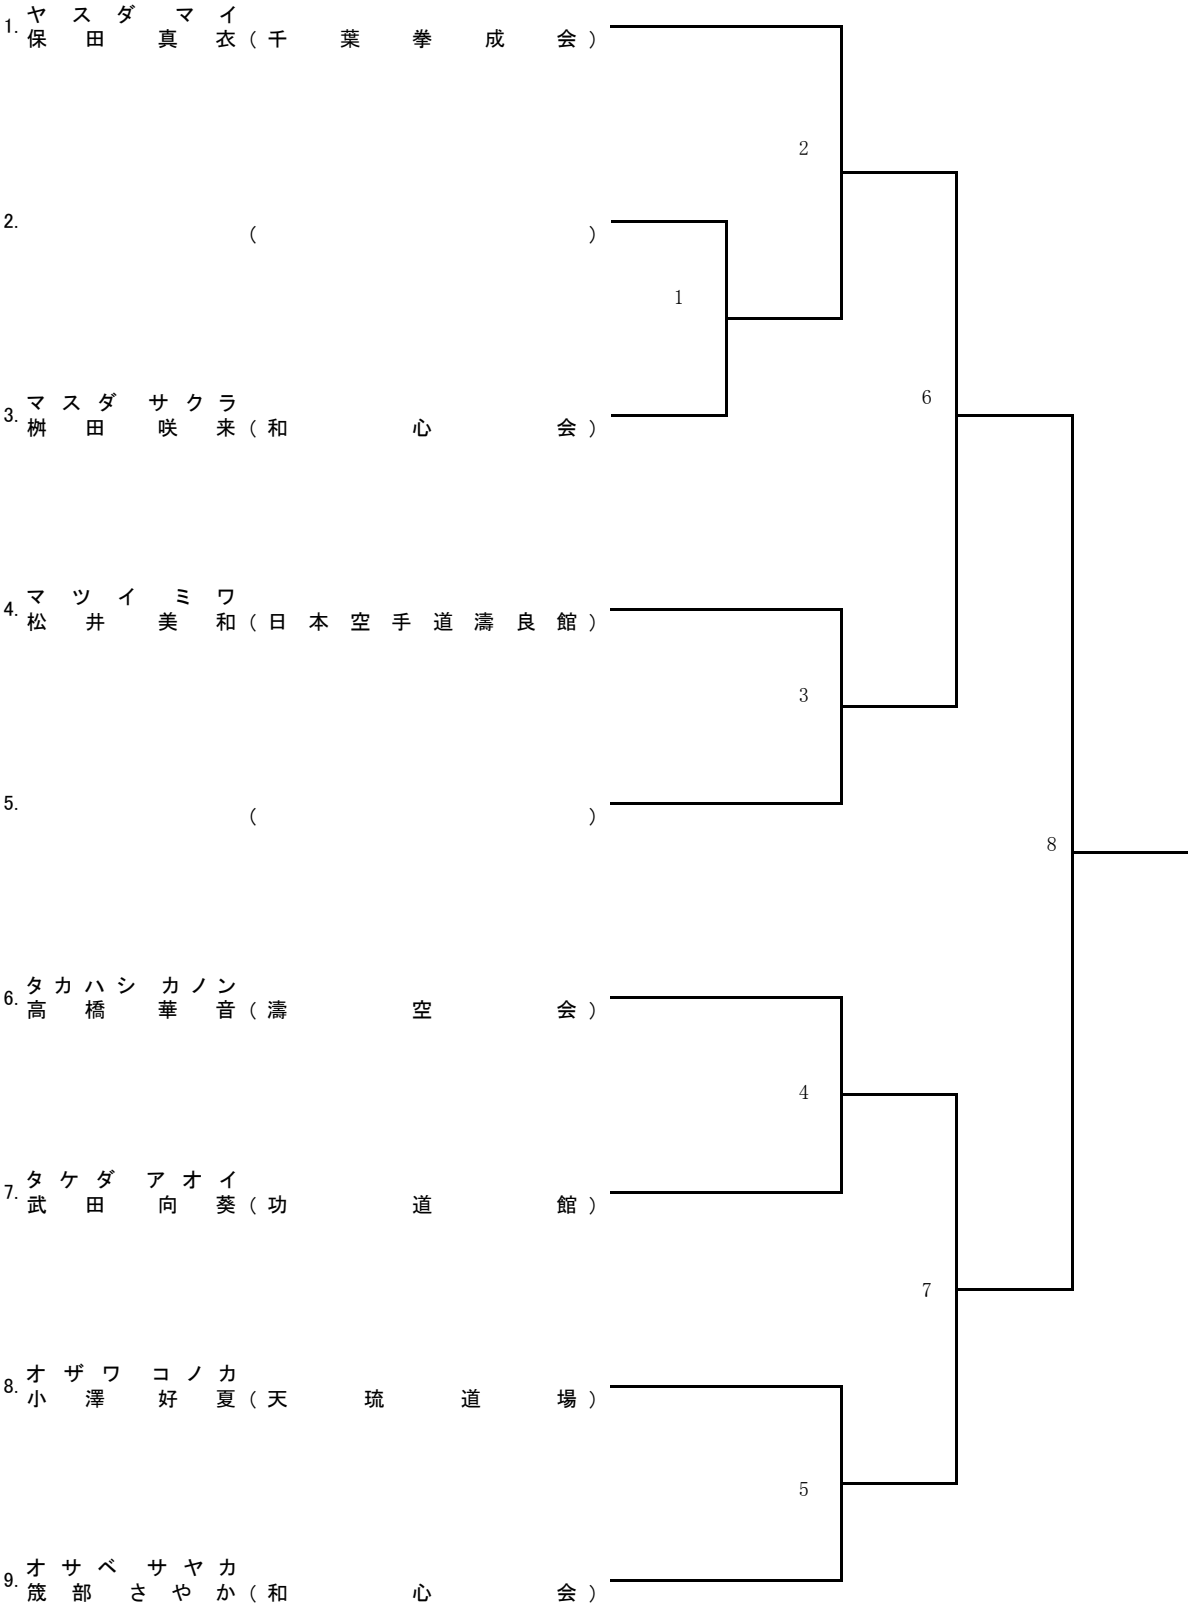 ヤスダ マイ
1. 保田 真衣 (千葉拳成会)
2
2. ( )
1
マスダ サクラ
3. 桝田 咲来 (和心会)
6
マツイ ミワ
4. 松井 美和 (日本空手道濤良館)
3
5. ( )
8
タカハシ カノン
6. 高橋 華音 (濤空会)
4
タケダ アオイ
7. 武田 向葵 (功道館)
7
オザワ コノカ
8. 小澤 好夏 (天琉道場)
5
オサベ サヤカ
9. 筬部 さやか (和心会)